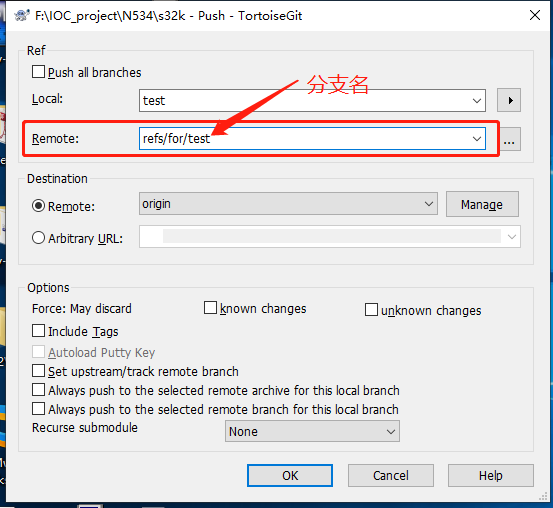 F:\IOC_project\N534\s32k - Push - TortoiseGit
Ref
Push all branches
分支名
Local:
test
Remote:
refs/for/test
...
Destination
Remote:
origin
Manage
Arbitrary URL:
Options
Force: May discard
known changes
unknown changes
Include Tags
Autoload Putty Key
Set upstream/track remote branch
Always push to the selected remote archive for this local branch
Always push to the selected remote branch for this local branch
Recurse submodule
None
OK
Cancel
Help